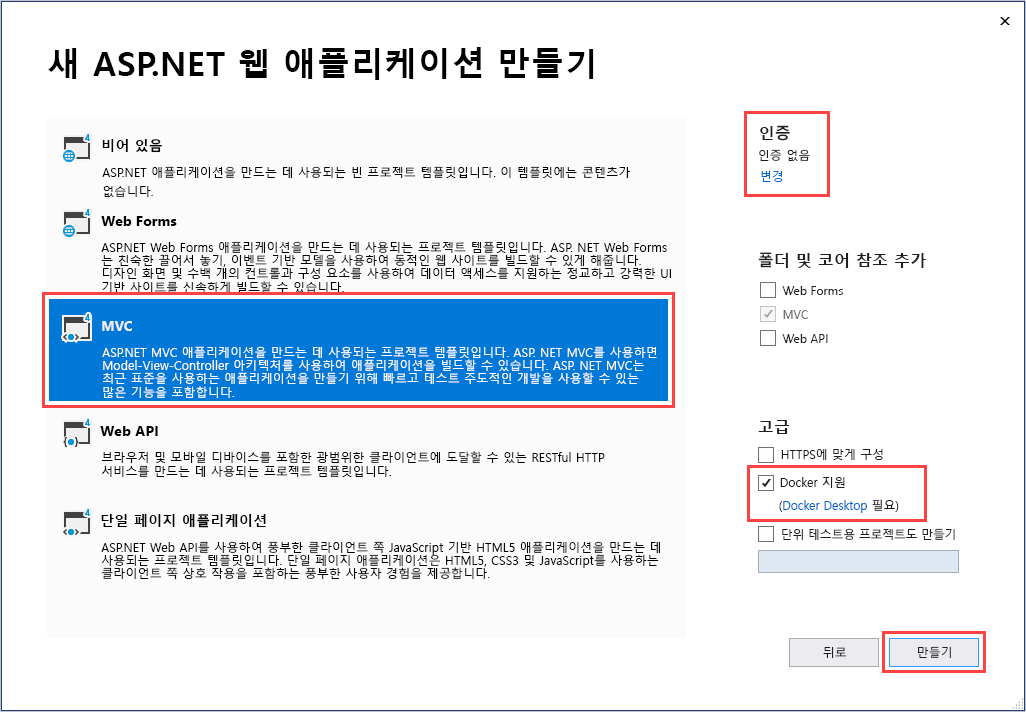 새 ASP.NET 웹 애플리케이션 만들기
비어 있음
ASP.NET 애플리케이션을 만드는 데 사용되는 빈 프로젝트 템플릿입니다. 이 템플릿에는 콘텐츠가
없습니다.
Web Forms
ASP.NET Web Forms 애플리케이션을 만드는 데 사용되는 프로젝트 템플릿입니다. ASP. NET Web Forms
는 친숙한 끌어서 놓기, 이벤트 기반 모델을 사용하여 동적인 웹 사이트를 빌드할 수 있게 해줍니다.
디자인 화면 및 수백 개의 컨트롤과 구성 요소를 사용하여 데이터 액세스를 지원하는 정교하고 강력한 UI
기반 사이트를 신속하게 빌드할 수 있습니다.
MVC
ASP.NET MVC 애플리케이션을 만드는 데 사용되는 프로젝트 템플릿입니다. ASP. NET MVC를 사용하면
Model-View-Controller 아키텍처를 사용하여 애플리케이션을 빌드할 수 있습니다. ASP. NET MVC는
최근 표준을 사용하는 애플리케이션을 만들기 위해 빠르고 테스트 주도적인 개발을 사용할 수 있는
많은 기능을 포함합니다.
Web API
브라우저 및 모바일 디바이스를 포함한 광범위한 클라이언트에 도달할 수 있는 RESTful HTTP
서비스를 만드는 데 사용되는 프로젝트 템플릿입니다.
단일 페이지 애플리케이션
ASP.NET Web API를 사용하여 풍부한 클라이언트 쪽 JavaScript 기반 HTML5 애플리케이션을 만드는 데
사용되는 프로젝트 템플릿입니다. 단일 페이지 애플리케이션은 HTML5, CSS3 및 JavaScript를 사용하는
클라이언트 쪽 상호 작용을 포함하는 풍부한 사용자 경험을 제공합니다.
인증
인증 없음
변경
폴더 및 코어 참조 추가
Web Forms
MVC
Web API
고급
HTTPS에 맞게 구성
Docker 지원
(Docker Desktop 필요)
단위 테스트용 프로젝트도 만들기
뒤로
만들기